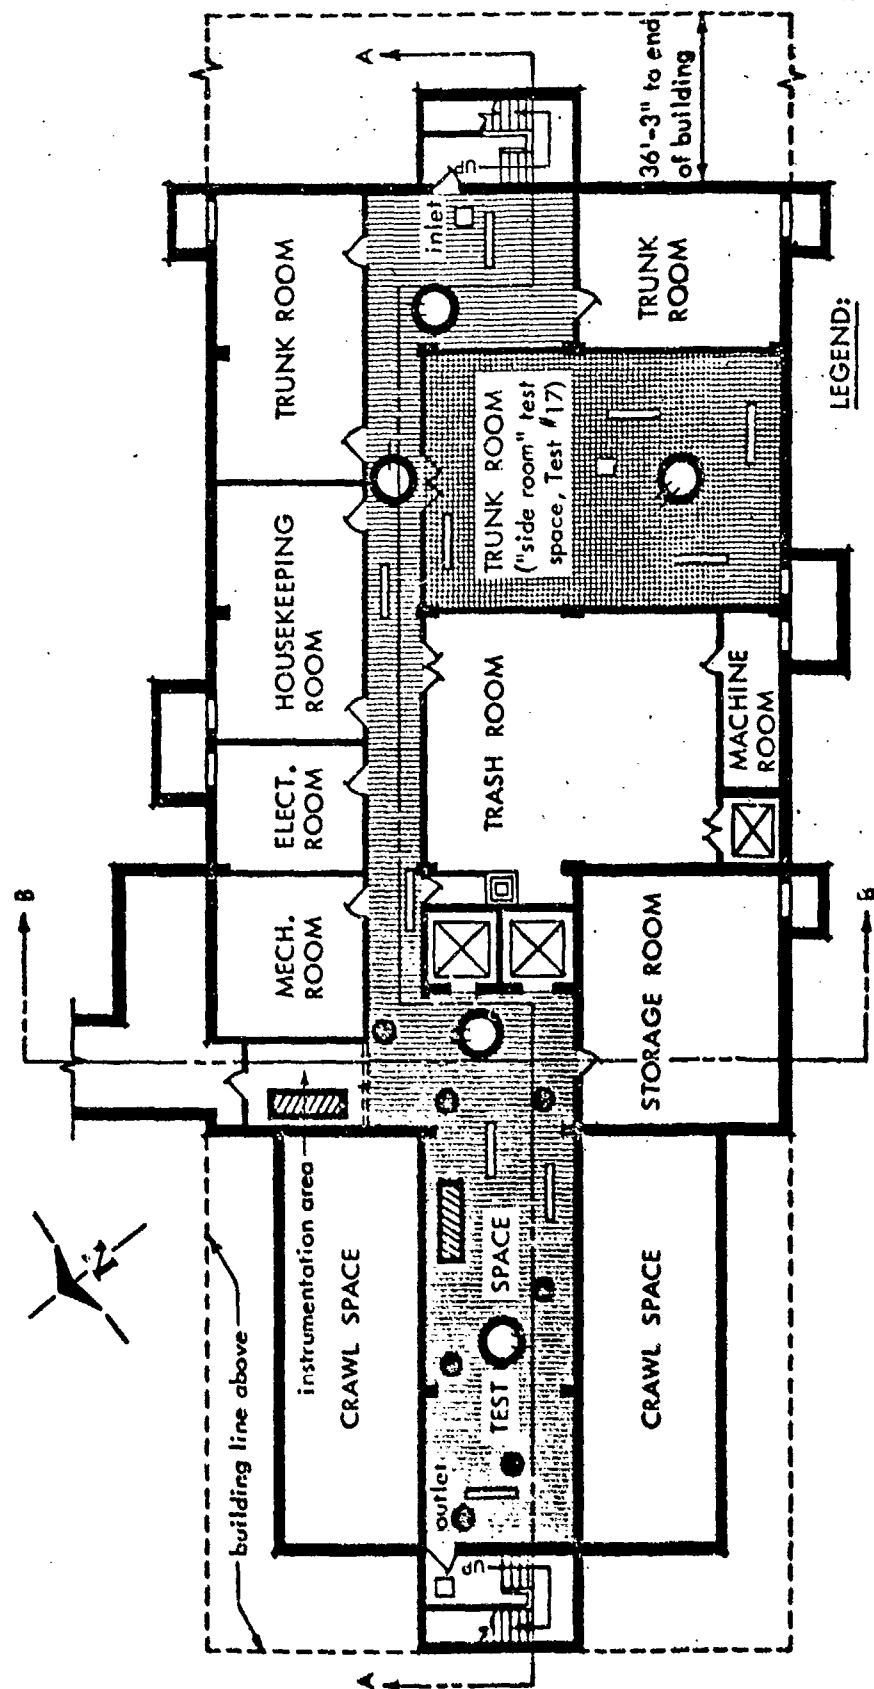 A
A
B
B
36'-3" to end
of building
UP
inlet
TRUNK ROOM
TRUNK
ROOM
LEGEND:
TRUNK ROOM
("side room" test
space, Test #17)
HOUSEKEEPING
ROOM
ELECT.
ROOM
MECH.
ROOM
TRASH ROOM
MACHINE
ROOM
STORAGE ROOM
instrumentation area
CRAWL SPACE
building line above
N
TEST SPACE
outlet
UP
CRAWL SPACE